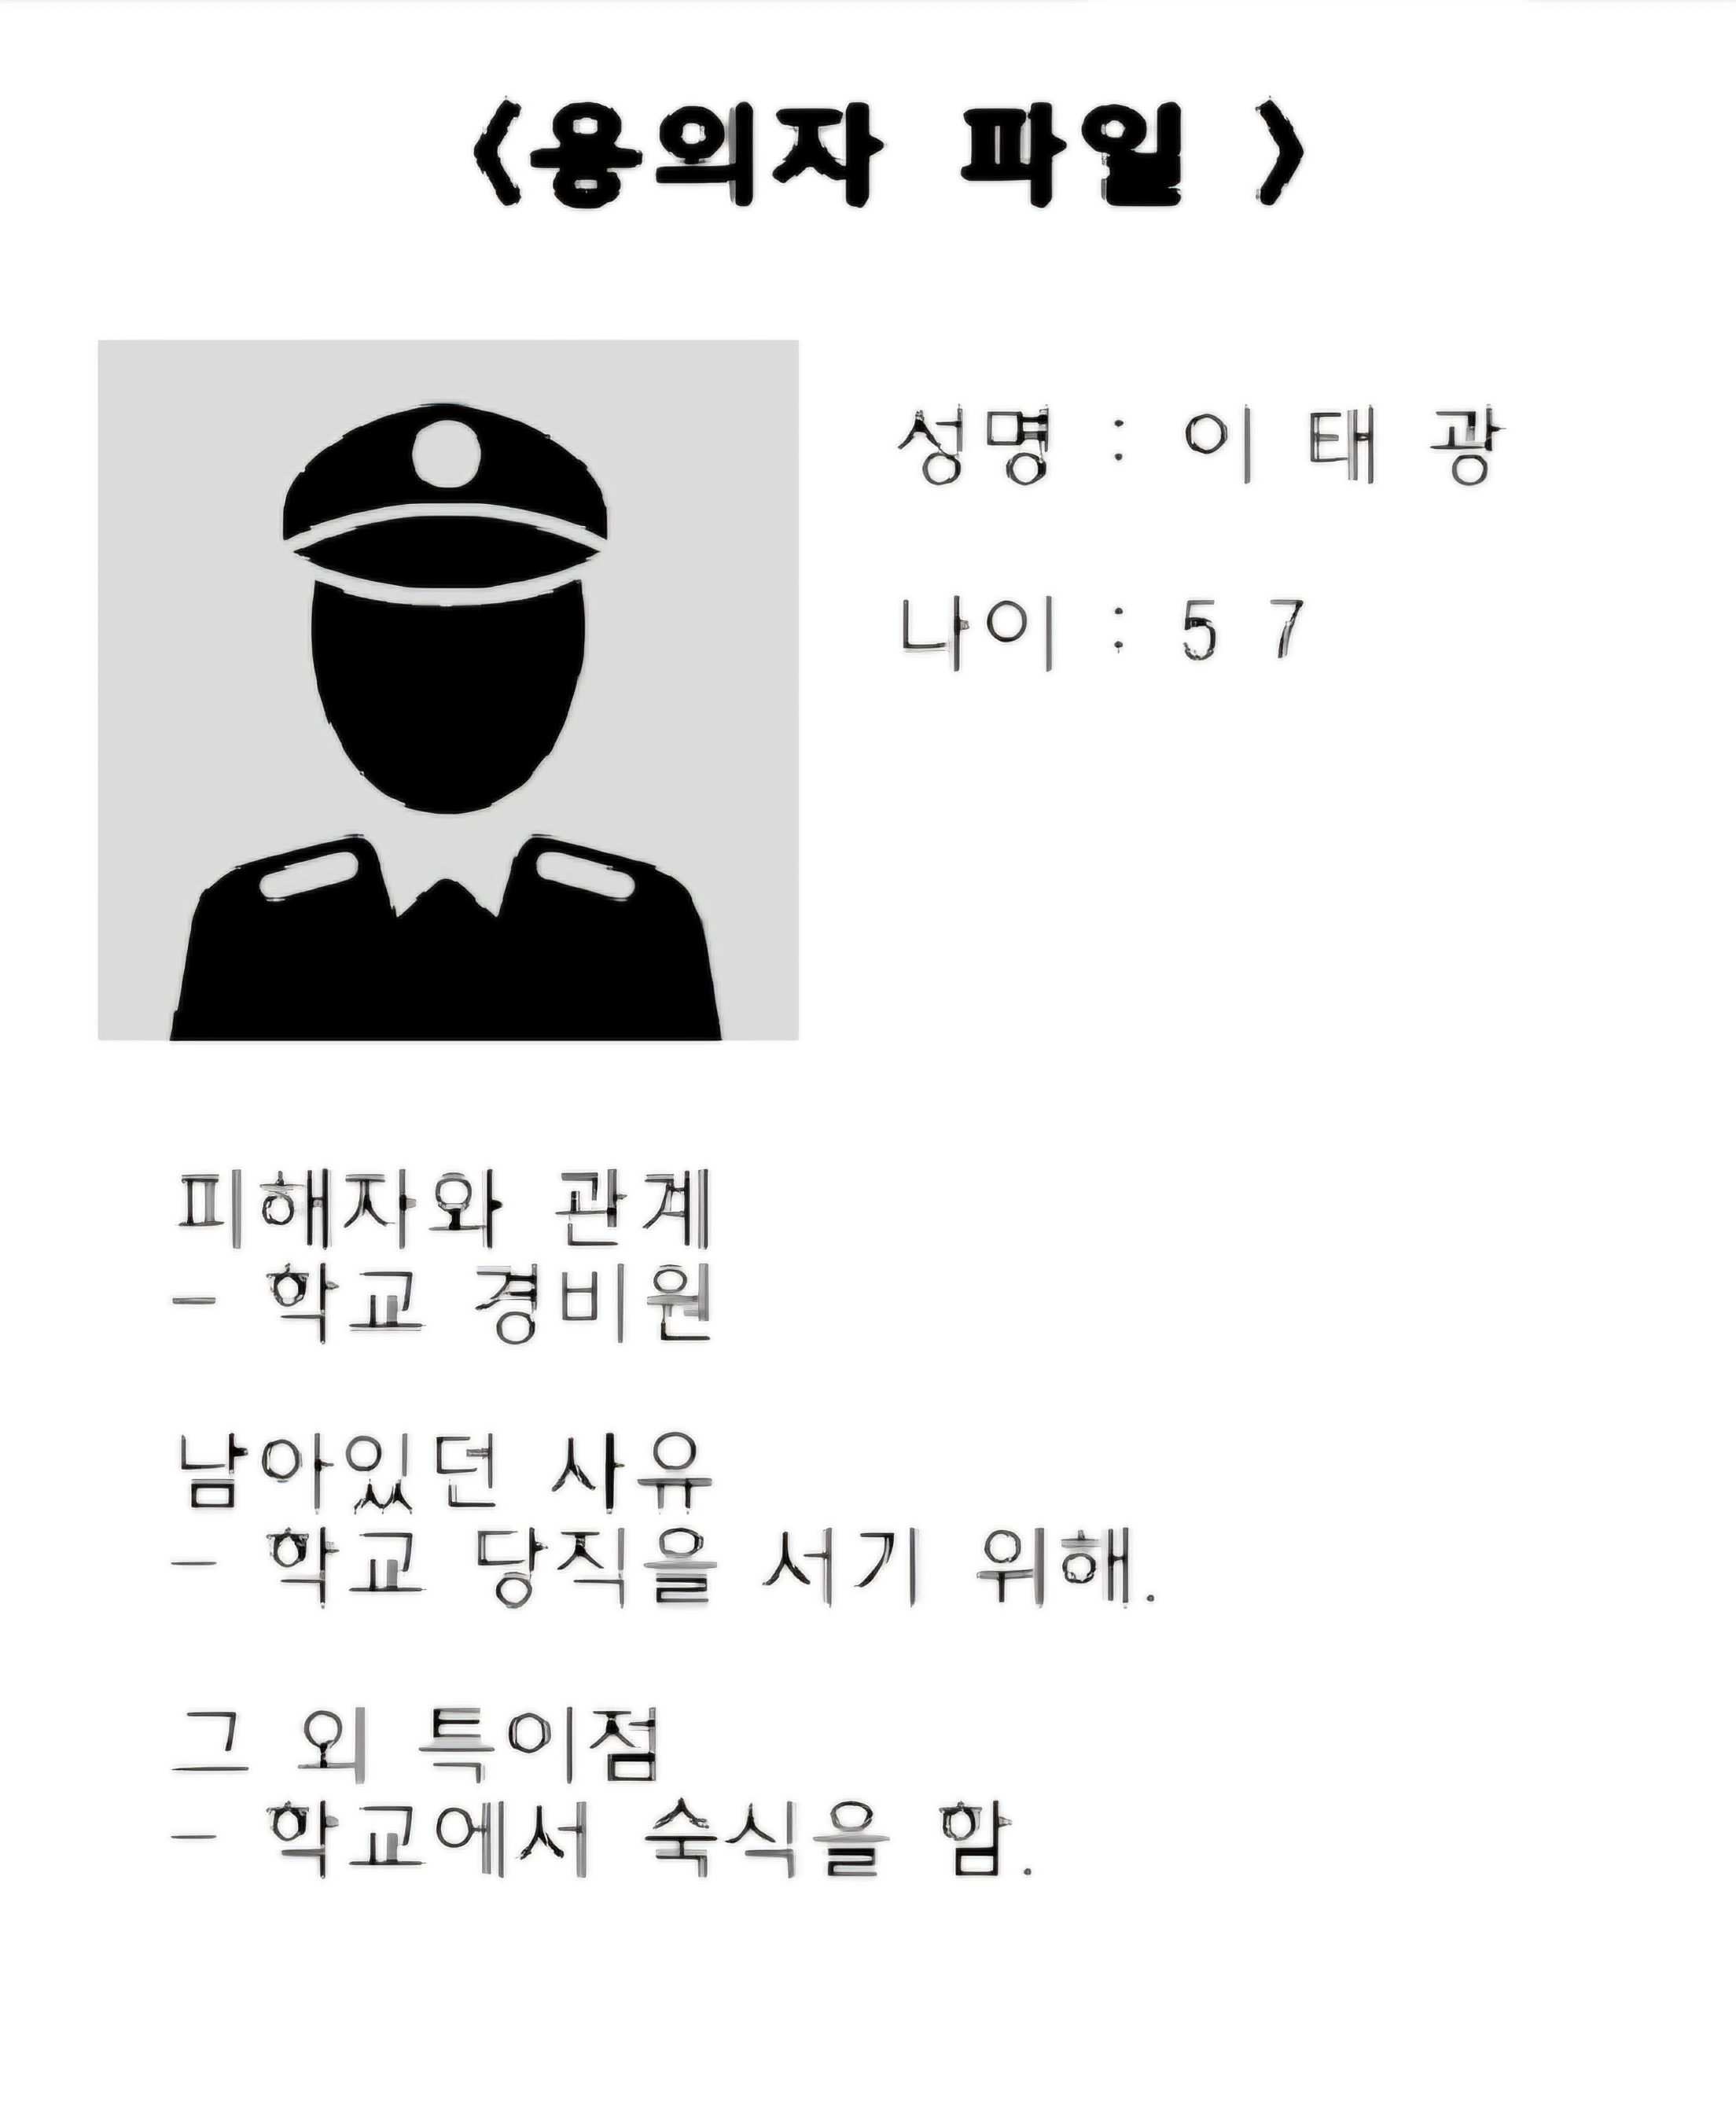 <용의자 파일 >
성명 : 이 태 광
나이 : 5 7
피해자와 관계
- 학교 경비원
남아있던 사유
- 학교 당직을 서기 위해.
그 외 특이점
- 학교에서 숙식을 함.